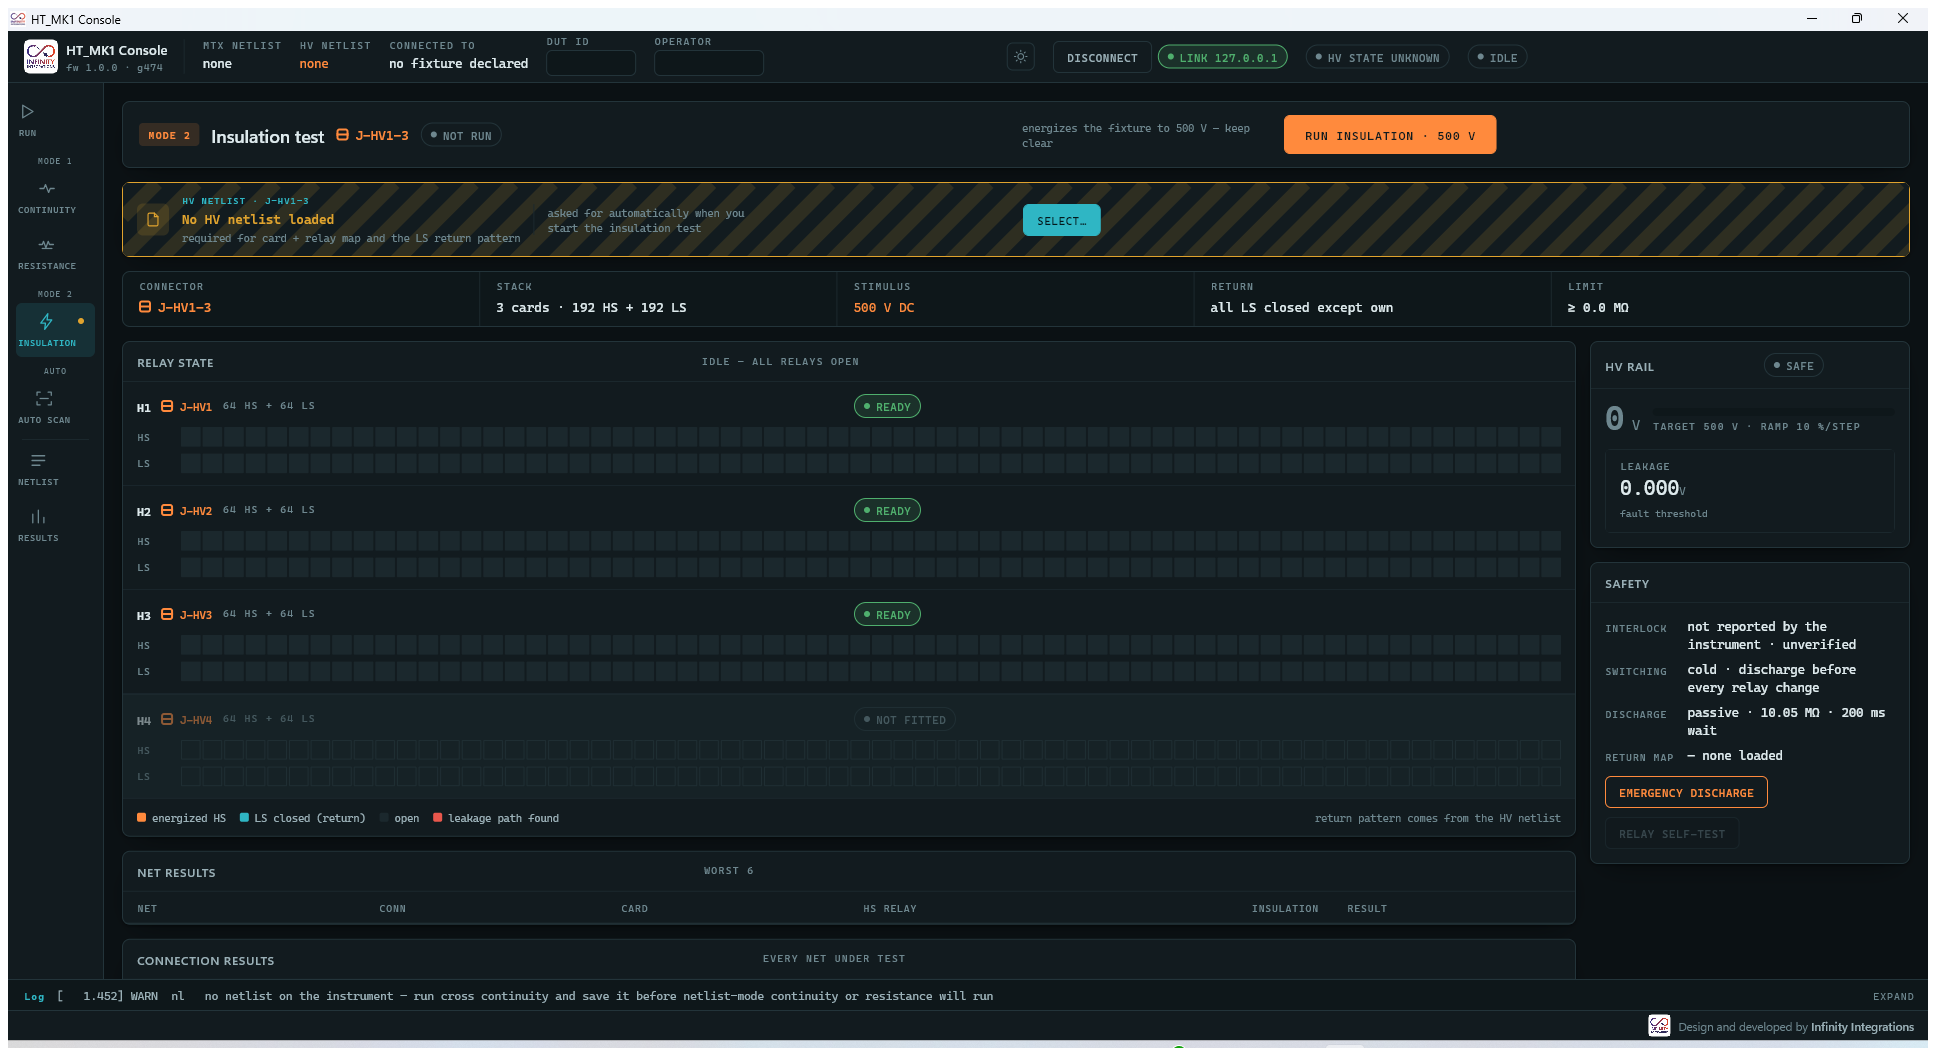 HT_MK1 Console
HT_MK1 Console
fw 1.0.0 · g474
MTX NETLIST
none
HV NETLIST
none
CONNECTED TO
no fixture declared
DUT ID
OPERATOR
DISCONNECT
LINK 127.0.0.1
HV STATE UNKNOWN
IDLE
RUN
MODE 1
CONTINUITY
RESISTANCE
MODE 2
INSULATION
AUTO
AUTO SCAN
NETLIST
RESULTS
MODE 2
Insulation test
J-HV1-3
NOT RUN
energizes the fixture to 500 V — keep
clear
RUN INSULATION · 500 V
HV NETLIST · J-HV1-3
No HV netlist loaded
required for card + relay map and the LS return pattern
asked for automatically when you
start the insulation test
SELECT…
CONNECTOR
J-HV1-3
STACK
3 cards · 192 HS + 192 LS
STIMULUS
500 V DC
RETURN
all LS closed except own
LIMIT
≥ 0.0 MΩ
RELAY STATE
IDLE — ALL RELAYS OPEN
H1 J-HV1 64 HS + 64 LS READY
HS
LS
H2 J-HV2 64 HS + 64 LS READY
HS
LS
H3 J-HV3 64 HS + 64 LS READY
HS
LS
H4 J-HV4 64 HS + 64 LS NOT FITTED
HS
LS
energized HS LS closed (return) open leakage path found
return pattern comes from the HV netlist
HV RAIL
SAFE
0 V
TARGET 500 V · RAMP 10 %/STEP
LEAKAGE
0.000V
fault threshold
SAFETY
INTERLOCK not reported by the
instrument · unverified
SWITCHING cold · discharge before
every relay change
DISCHARGE passive · 10.05 MΩ · 200 ms
wait
RETURN MAP — none loaded
EMERGENCY DISCHARGE
RELAY SELF-TEST
NET RESULTS
WORST 6
NET CONN CARD HS RELAY INSULATION RESULT
CONNECTION RESULTS
EVERY NET UNDER TEST
Log [ 1.452] WARN nl no netlist on the instrument — run cross continuity and save it before netlist-mode continuity or resistance will run
EXPAND
Design and developed by Infinity Integrations